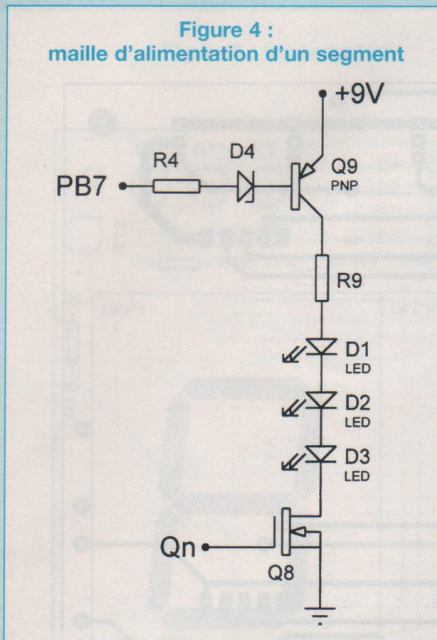 Figure 4 :
maille d'alimentation d'un segment
+9V
R4
D4
Q9
PNP
PB7
R9
D1
LED
D2
LED
D3
LED
Qn
Q8